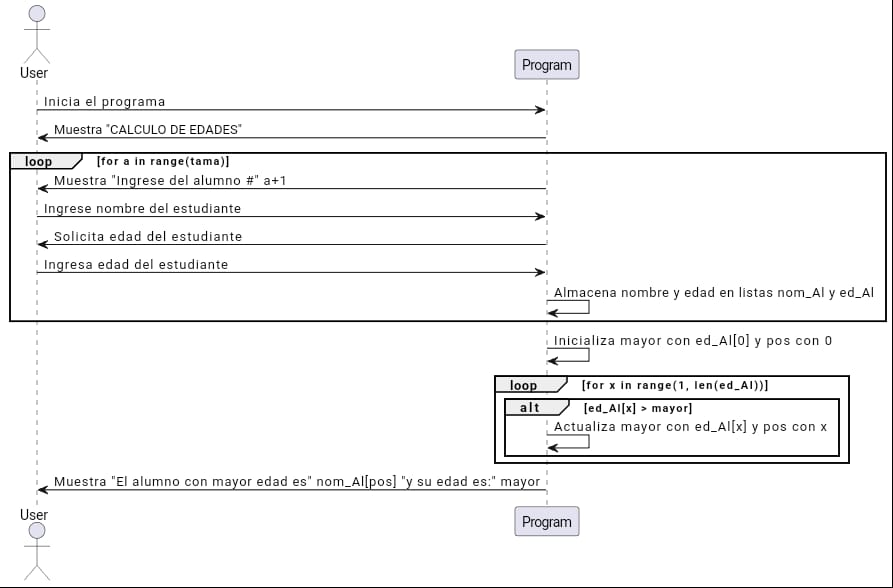 User
Program
Inicia el programa
Muestra "CALCULO DE EDADES"
loop [for a in range(tama)]
Muestra "Ingrese del alumno #" a+1
Ingrese nombre del estudiante
Solicita edad del estudiante
Ingresa edad del estudiante
Almacena nombre y edad en listas nom_Al y ed_Al
Inicializa mayor con ed_Al[0] y pos con 0
loop [for x in range(1, len(ed_Al))]
alt [ed_Al[x] > mayor]
Actualiza mayor con ed_Al[x] y pos con x
Muestra "El alumno con mayor edad es" nom_Al[pos] "y su edad es:" mayor
User
Program